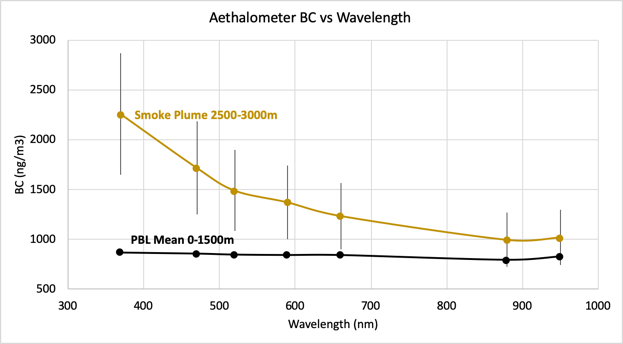 Aethalometer BC vs Wavelength
3000
2500
2000
1500
1000
500
BC (ng/m3)
Smoke Plume 2500-3000m
PBL Mean 0-1500m
300 400 500 600 700 800 900 1000
Wavelength (nm)